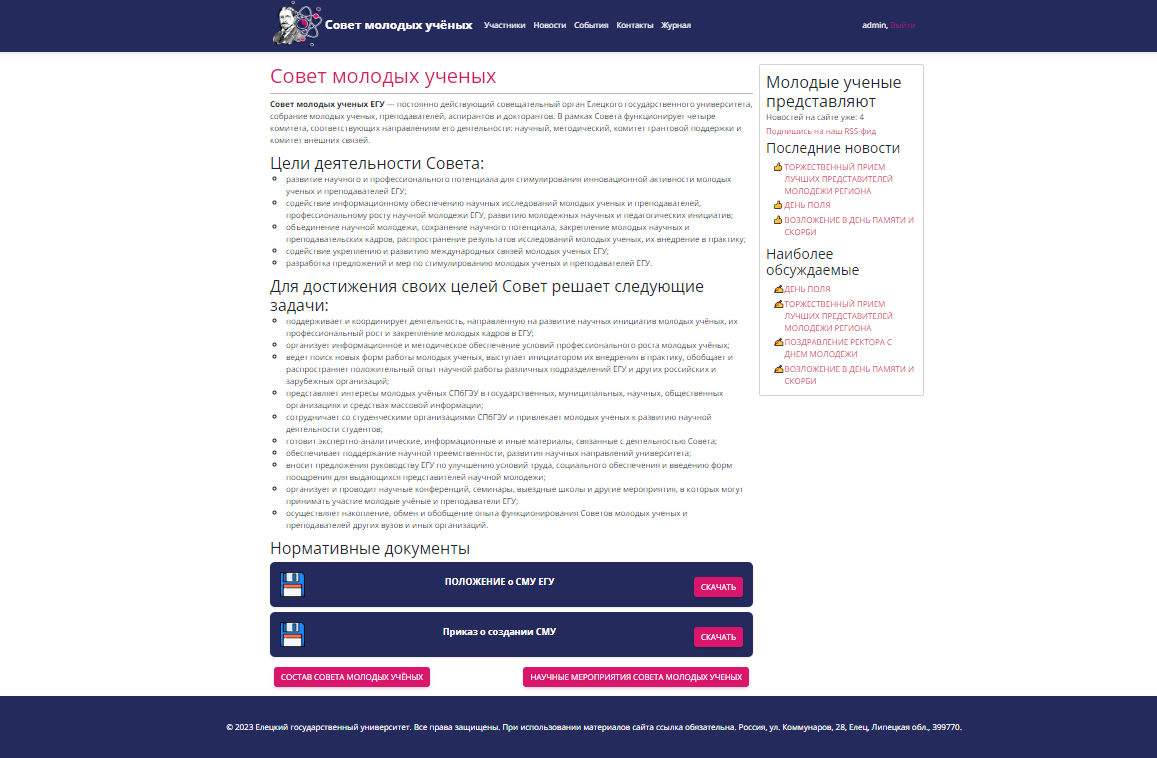 Совет молодых учёных
Участники Новости События Контакты Журнал
admin, Выйти
Совет молодых ученых
Совет молодых ученых ЕГУ — постоянно действующий совещательный орган Елецкого государственного университета,
собрание молодых ученых, преподавателей, аспирантов и докторантов. В рамках Совета функционирует четыре
комитета, соответствующих направлениям его деятельности: научный, методический, комитет грантовой поддержки и
комитет внешних связей.
Цели деятельности Совета:
развитие научного и профессионального потенциала для стимулирования инновационной активности молодых
ученых и преподавателей ЕГУ;
содействие информационному обеспечению научных исследований молодых ученых и преподавателей,
профессиональному росту научной молодежи ЕГУ, развитию молодежных научных и педагогических инициатив;
объединение научной молодежи, сохранение научного потенциала, закрепление молодых научных и
преподавательских кадров, распространение результатов исследований молодых ученых, их внедрение в практику;
содействие укреплению и развитию международных связей молодых ученых ЕГУ;
разработка предложений и мер по стимулированию молодых ученых и преподавателей ЕГУ.
Для достижения своих целей Совет решает следующие
задачи:
поддерживает и координирует деятельность, направленную на развитие научных инициатив молодых учёных, их
профессиональный рост и закрепление молодых кадров в ЕГУ;
организует информационное и методическое обеспечение условий профессионального роста молодых учёных;
ведет поиск новых форм работы молодых ученых, выступает инициатором их внедрения в практику, обобщает и
распространяет положительный опыт научной работы различных подразделений ЕГУ и других российских и
зарубежных организаций;
представляет интересы молодых учёных СПбГЭУ в государственных, муниципальных, научных, общественных
организациях и средствах массовой информации;
сотрудничает со студенческими организациями СПбГЭУ и привлекает молодых ученых к развитию научной
деятельности студентов;
готовит экспертно-аналитические, информационные и иные материалы, связанные с деятельностью Совета;
обеспечивает поддержание научной преемственности, развития научных направлений университета;
вносит предложения руководству ЕГУ по улучшению условий труда, социального обеспечения и введению форм
поощрения для выдающихся представителей научной молодежи;
организует и проводит научные конференций, семинары, выездные школы и другие мероприятия, в которых могут
принимать участие молодые учёные и преподаватели ЕГУ;
осуществляет накопление, обмен и обобщение опыта функционирования Советов молодых ученых и
преподавателей других вузов и иных организаций.
Нормативные документы
ПОЛОЖЕНИЕ о СМУ ЕГУ
СКАЧАТЬ
Приказ о создании СМУ
СКАЧАТЬ
СОСТАВ СОВЕТА МОЛОДЫХ УЧЁНЫХ
НАУЧНЫЕ МЕРОПРИЯТИЯ СОВЕТА МОЛОДЫХ УЧЕНЫХ
Молодые ученые
представляют
Новостей на сайте уже: 4
Подпишись на наш RSS-фид
Последние новости
ТОРЖЕСТВЕННЫЙ ПРИЕМ
ЛУЧШИХ ПРЕДСТАВИТЕЛЕЙ
МОЛОДЕЖИ РЕГИОНА
ДЕНЬ ПОЛЯ
ВОЗЛОЖЕНИЕ В ДЕНЬ ПАМЯТИ И
СКОРБИ
Наиболее
обсуждаемые
ДЕНЬ ПОЛЯ
ТОРЖЕСТВЕННЫЙ ПРИЕМ
ЛУЧШИХ ПРЕДСТАВИТЕЛЕЙ
МОЛОДЕЖИ РЕГИОНА
ПОЗДРАВЛЕНИЕ РЕКТОРА С
ДНЕМ МОЛОДЕЖИ
ВОЗЛОЖЕНИЕ В ДЕНЬ ПАМЯТИ И
СКОРБИ
© 2023 Елецкий государственный университет. Все права защищены. При использовании материалов сайта ссылка обязательна. Россия, ул. Коммунаров, 28, Елец, Липецкая обл., 399770.